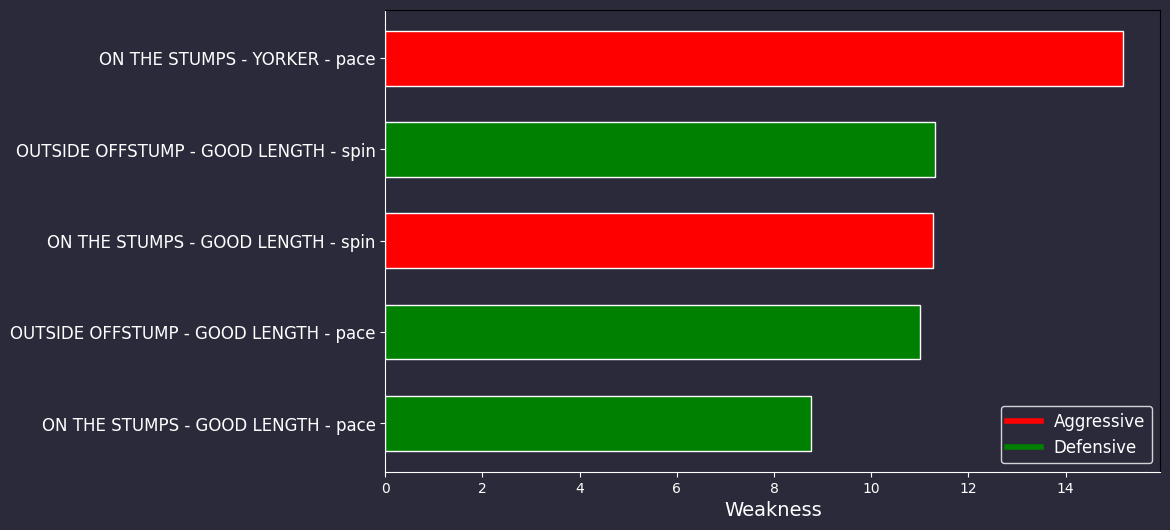 ON THE STUMPS - YORKER - pace
OUTSIDE OFFSTUMP - GOOD LENGTH - spin
ON THE STUMPS - GOOD LENGTH - spin
OUTSIDE OFFSTUMP - GOOD LENGTH - pace
ON THE STUMPS - GOOD LENGTH - pace
Aggressive
Defensive
0 2 4 6 8 10 12 14
Weakness